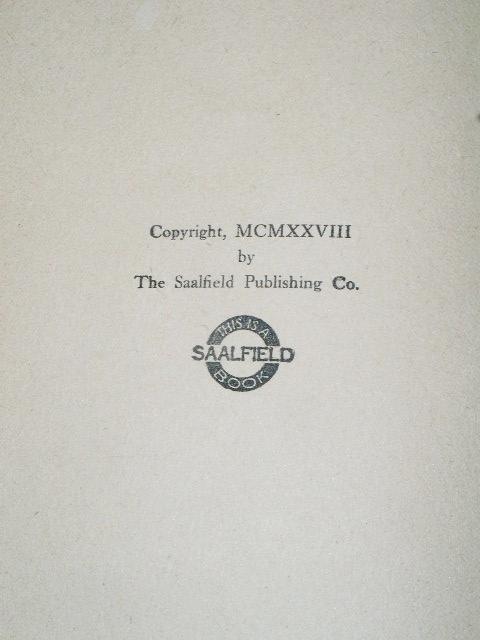 Copyright, MCMXXVIII
by
The Saalfield Publishing Co.
THIS IS A
SAALFIELD
BOOK